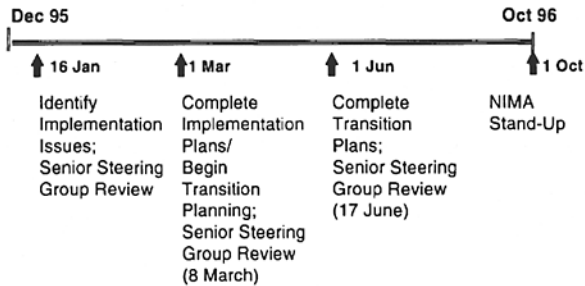 Dec 95
Oct 96
16 Jan
1 Mar
1 Jun
1 Oct
Identify
Implementation
Issues;
Senior Steering
Group Review
Complete
Implementation
Plans/
Begin
Transition
Planning;
Senior Steering
Group Review
(8 March)
Complete
Transition
Plans;
Senior Steering
Group Review
(17 June)
NIMA
Stand-Up